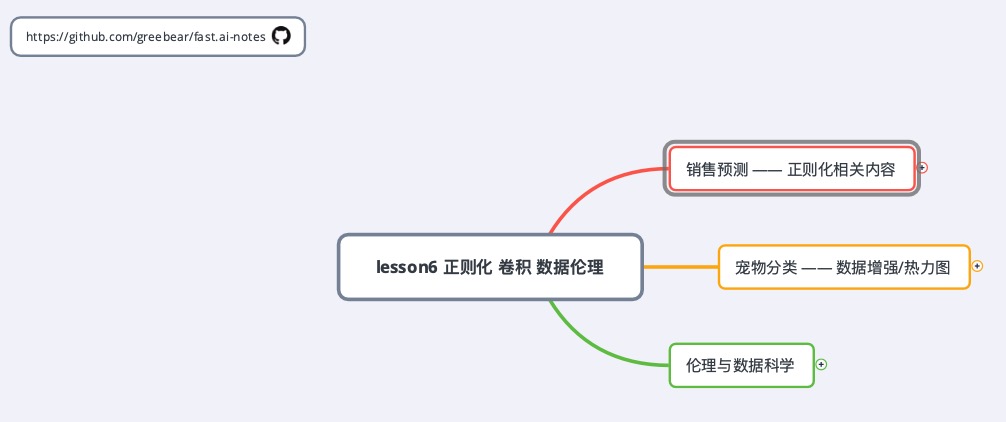 https://github.com/greebear/fast.ai-notes
销售预测 —— 正则化相关内容
lesson6 正则化 卷积 数据伦理
宠物分类 —— 数据增强/热力图
伦理与数据科学